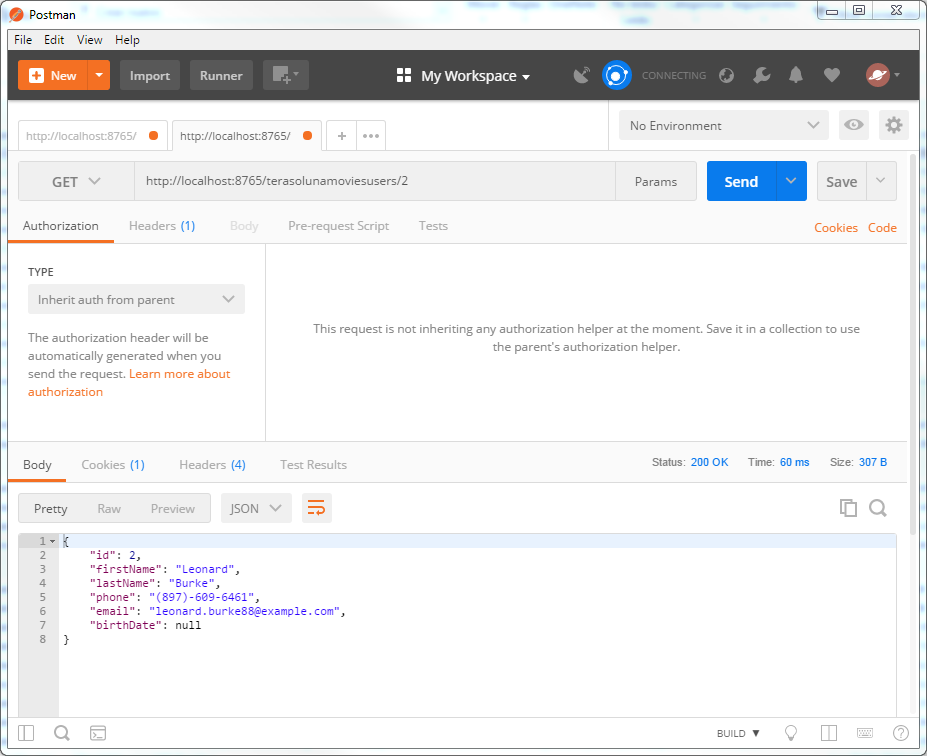 Postman
File Edit View Help
New Import Runner My Workspace CONNECTING
http://localhost:8765/ http://localhost:8765/ + ••• No Environment
GET http://localhost:8765/terasolunamoviesusers/2 Params Send Save
Authorization Headers (1) Body Pre-request Script Tests Cookies Code
TYPE
Inherit auth from parent
The authorization header will be
automatically generated when you
send the request. Learn more about
authorization
This request is not inheriting any authorization helper at the moment. Save it in a collection to use
the parent's authorization helper.
Body Cookies (1) Headers (4) Test Results Status: 200 OK Time: 60 ms Size: 307 B
Pretty Raw Preview JSON
1 {
2 "id": 2,
3 "firstName": "Leonard",
4 "lastName": "Burke",
5 "phone": "(897)-609-6461",
6 "email": "leonard.burke88@example.com",
7 "birthDate": null
8 }
BUILD